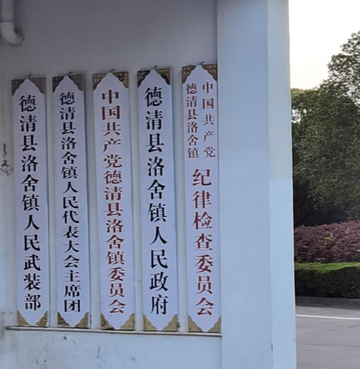 德清县洛舍镇人民武装部
德清县洛舍镇人民代表大会主席团
中国共产党德清县洛舍镇委员会
德清县洛舍镇人民政府
中国共产党
德清县洛舍镇
纪律检查委员会